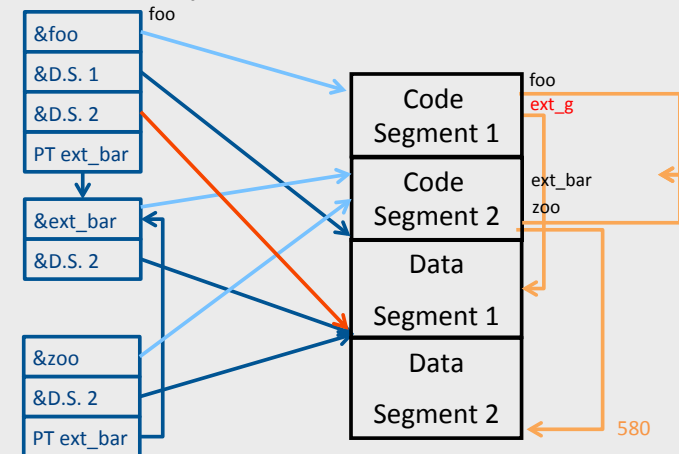 foo
&foo
&D.S. 1
&D.S. 2
PT ext_bar
&ext_bar
&D.S. 2
&zoo
&D.S. 2
PT ext_bar
Code
Segment 1
Code
Segment 2
Data
Segment 1
Data
Segment 2
foo
ext_g
ext_bar
zoo
580